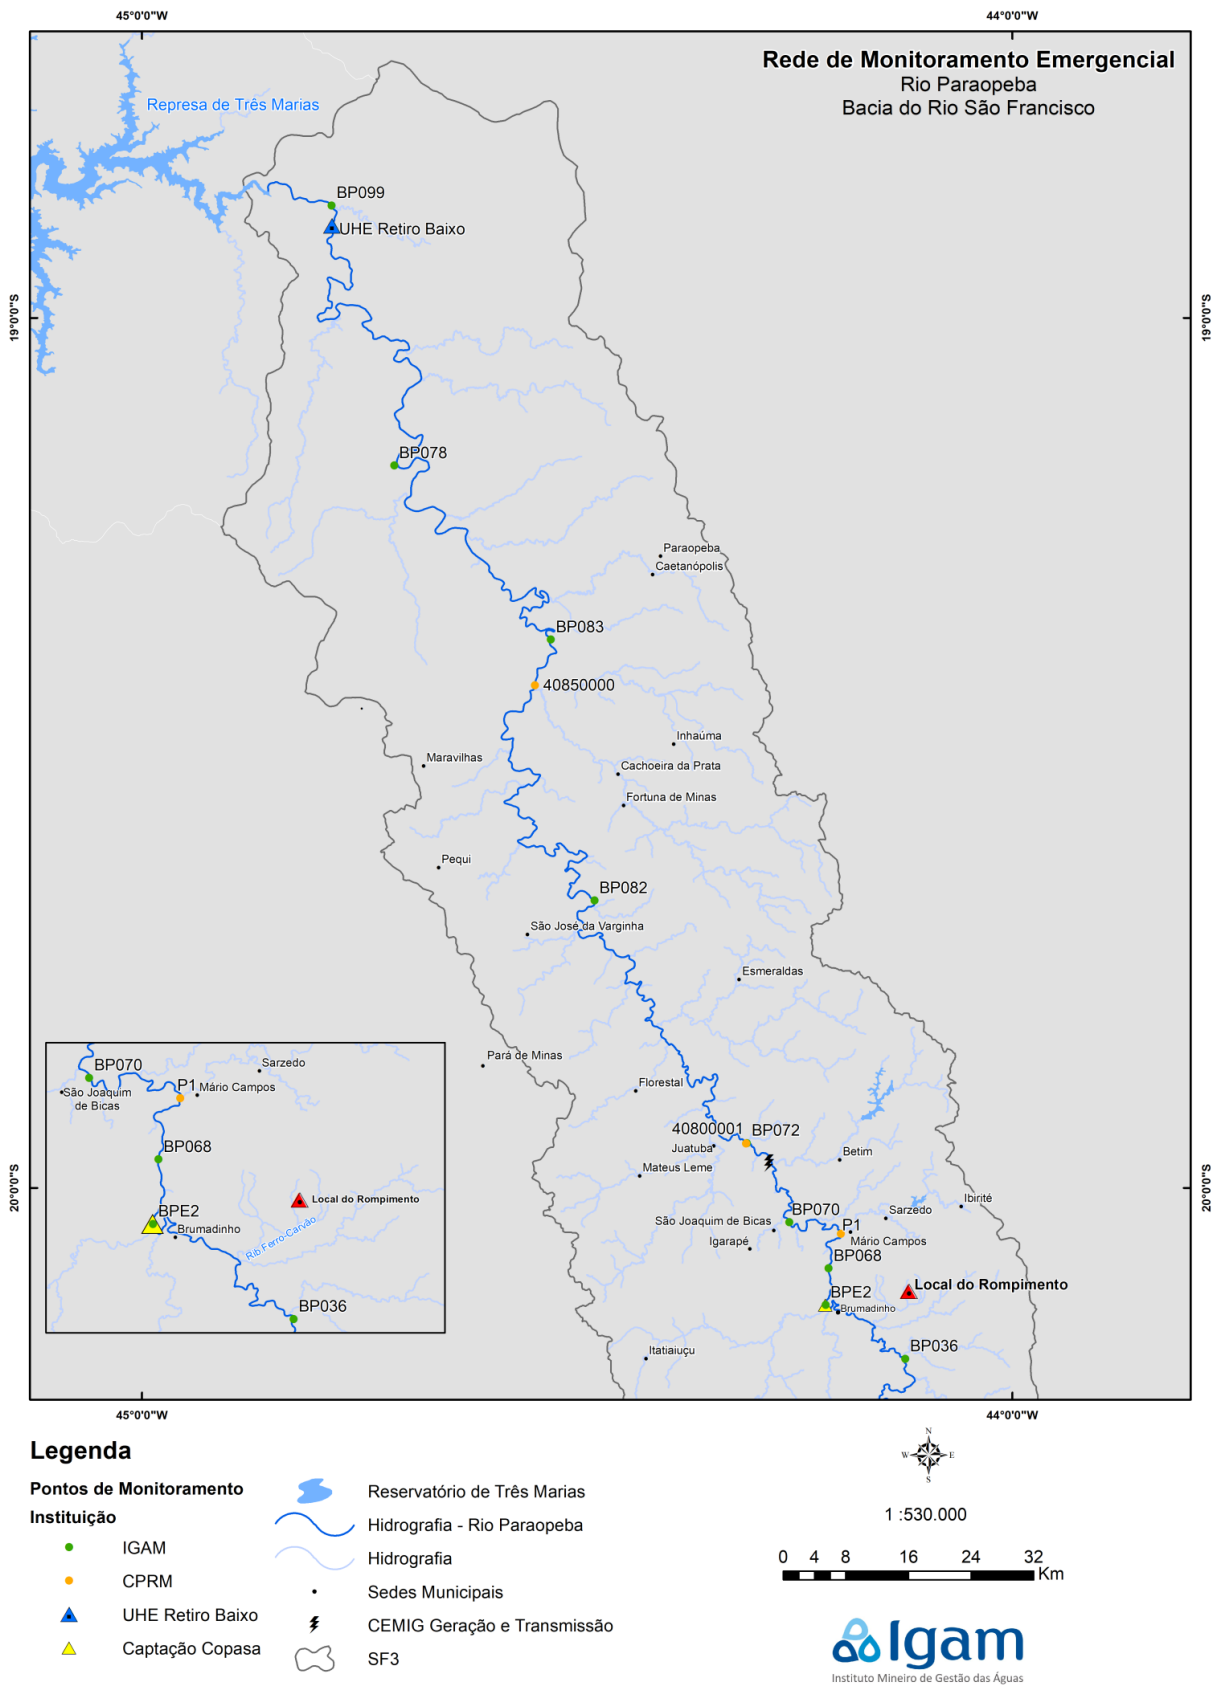 45°0'0"W
44°0'0"W
Rede de Monitoramento Emergencial
Rio Paraopeba
Bacia do Rio São Francisco
Represa de Três Marias
BP099
UHE Retiro Baixo
19°0'0"S
19°0'0"S
BP078
Paraopeba
Caetanópolis
BP083
40850000
Inhaúma
Maravilhas
Cachoeira da Prata
Fortuna de Minas
Pequi
BP082
São José da Varginha
Esmeraldas
Pará de Minas
Florestal
40800001
BP072
Juatuba
Betim
Mateus Leme
20°0'0"S
20°0'0"S
Ibirité
Sarzedo
São Joaquim de Bicas
BP070
P1
Igarapé
Mário Campos
BP068
Local do Rompimento
BPE2
Brumadinho
Itatiaiuçu
BP036
BP070
Sarzedo
P1
Mário Campos
São Joaquim
de Bicas
BP068
Local do Rompimento
BPE2
Brumadinho
Rib Ferro-Carvão
BP036
45°0'0"W
44°0'0"W
Legenda
Pontos de Monitoramento
Instituição
IGAM
CPRM
UHE Retiro Baixo
Captação Copasa
Reservatório de Três Marias
Hidrografia - Rio Paraopeba
Hidrografia
Sedes Municipais
CEMIG Geração e Transmissão
SF3
N
W
E
S
1 :530.000
0 4 8 16 24 32
Km
Igam
Instituto Mineiro de Gestão das Águas